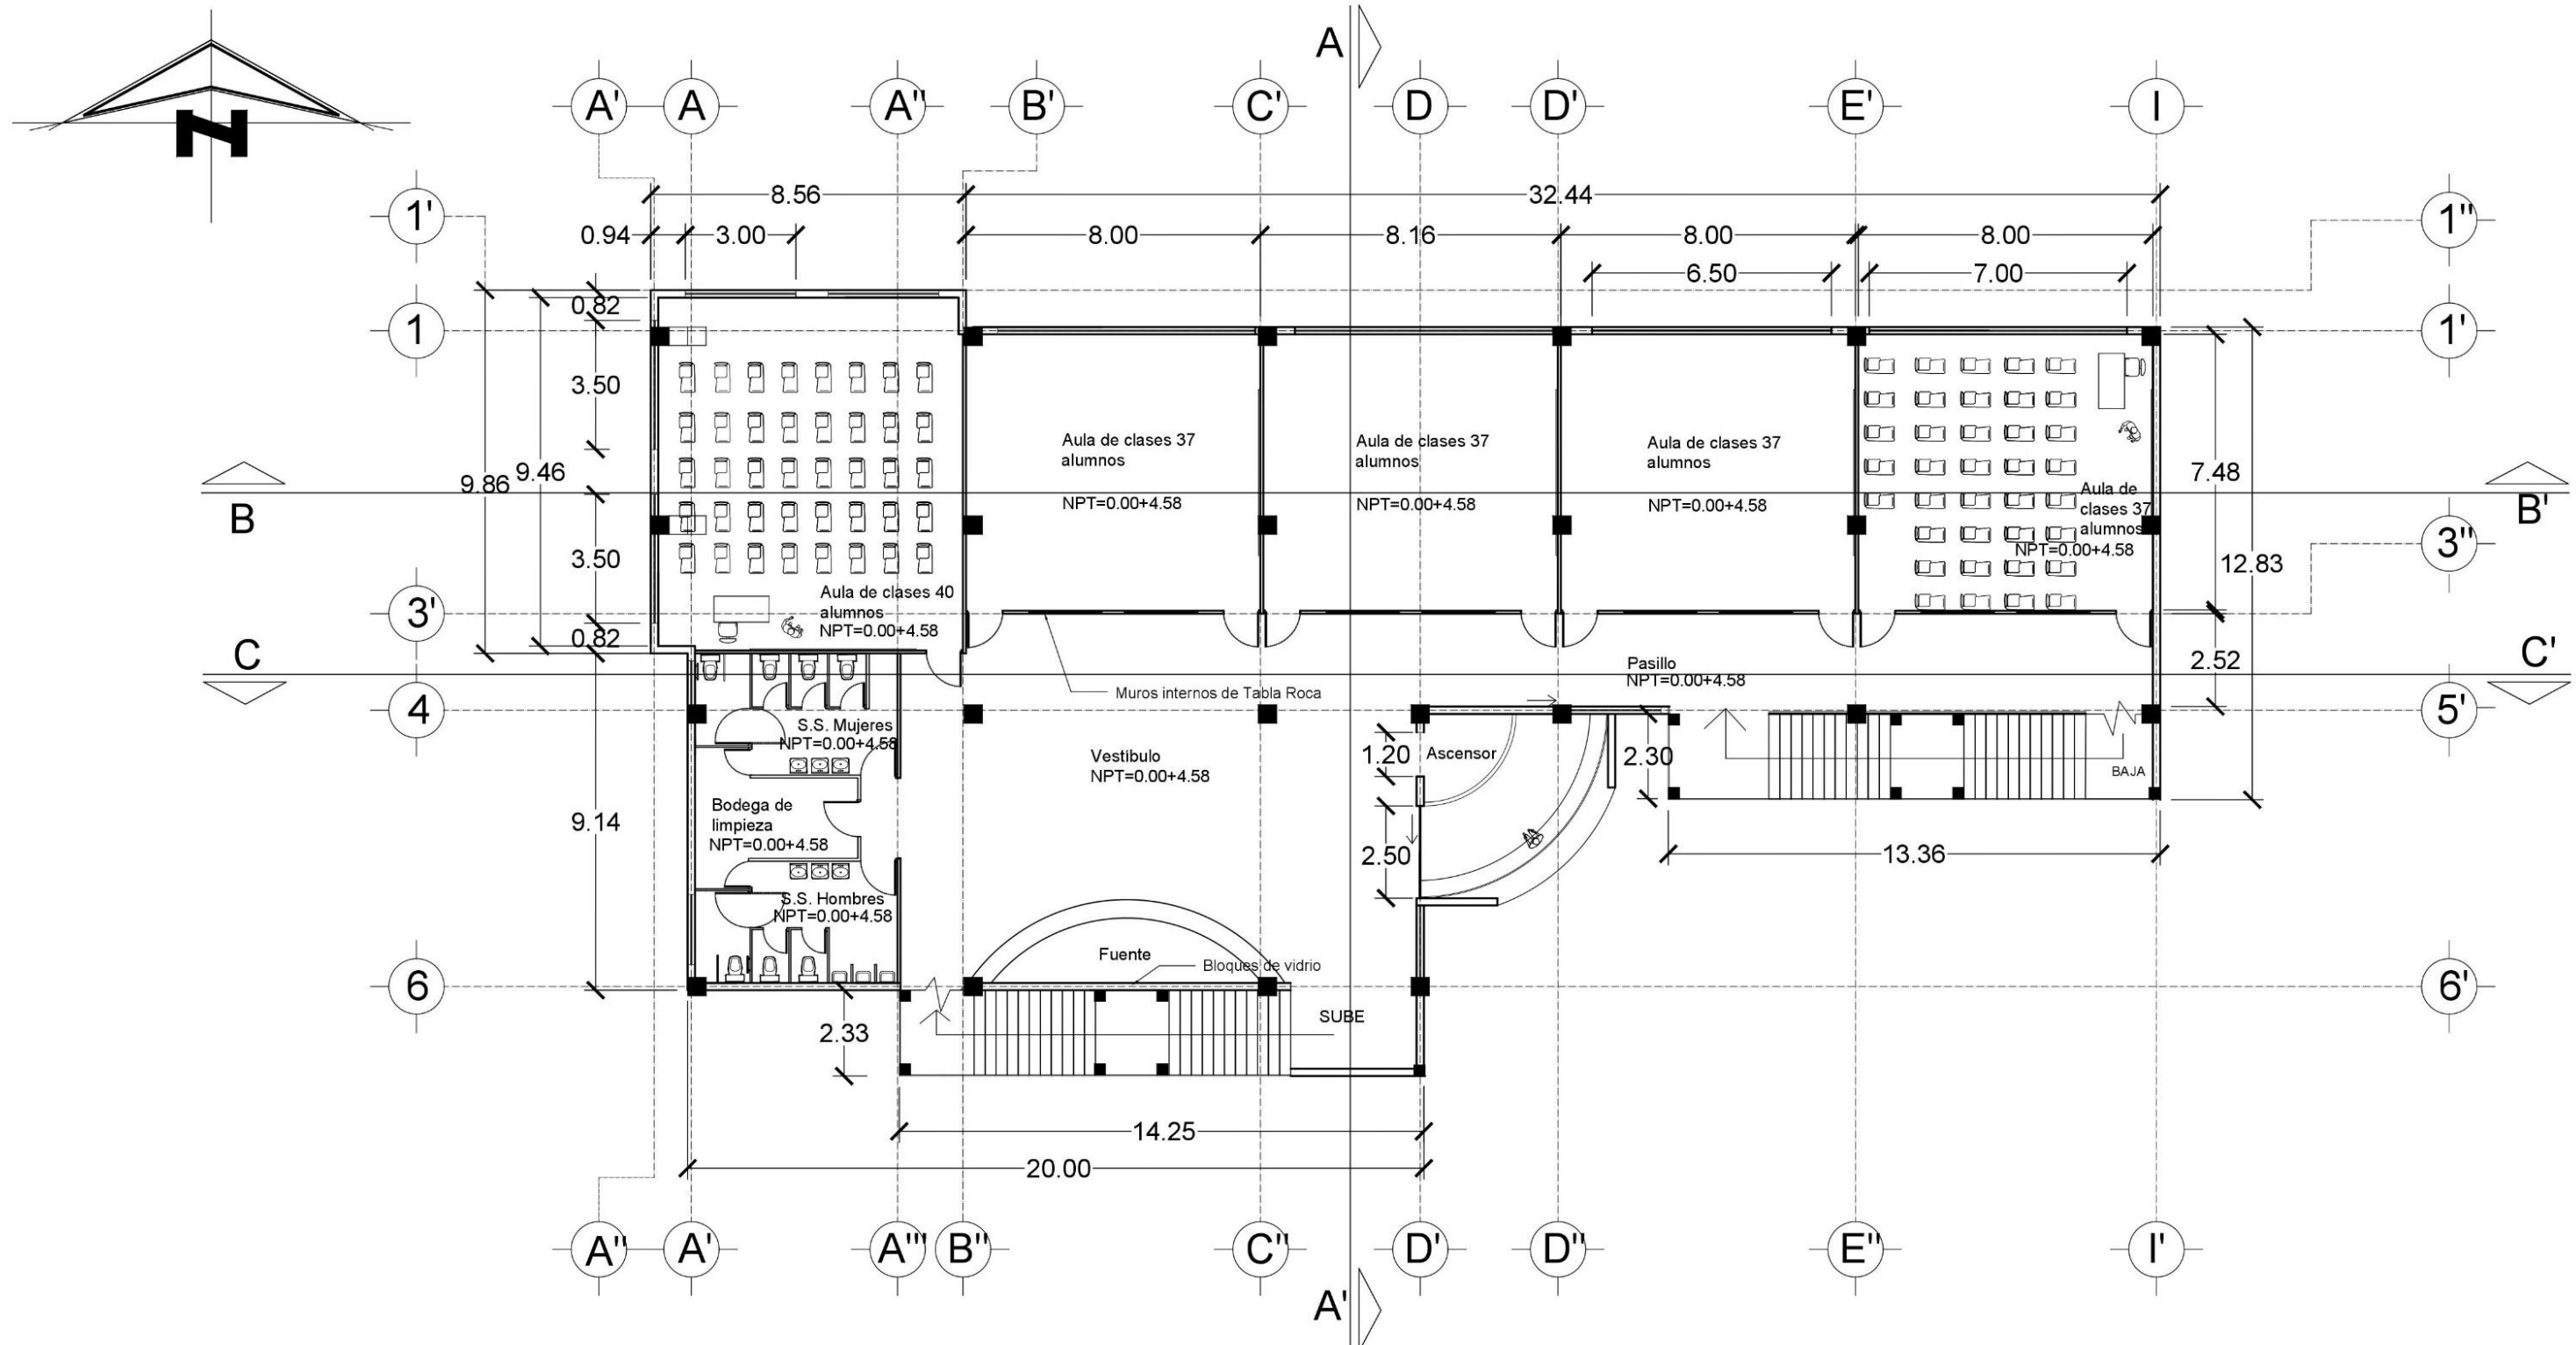 A
A'
A
A''
B'
C'
D
D'
E'
I
N
8.56
32.44
1'
1''
0.94
3.00
8.00
8.16
8.00
8.00
6.50
7.00
0.82
1
1'
3.50
Aula de clases 37
alumnos
NPT=0.00+4.58
Aula de clases 37
alumnos
NPT=0.00+4.58
Aula de clases 37
alumnos
NPT=0.00+4.58
Aula de
clases 37
alumnos
NPT=0.00+4.58
9.86
9.46
7.48
B
B'
3''
3.50
12.83
Aula de clases 40
alumnos
NPT=0.00+4.58
3'
0.82
C
C'
2.52
Pasillo
NPT=0.00+4.58
Muros internos de Tabla Roca
4
5'
S.S. Mujeres
NPT=0.00+4.58
Vestíbulo
NPT=0.00+4.58
1.20
Ascensor
2.30
BAJA
Bodega de
limpieza
NPT=0.00+4.58
9.14
2.50
13.36
S.S. Hombres
NPT=0.00+4.58
Fuente
Bloques de vidrio
6
6'
SUBE
2.33
14.25
20.00
A''
A'
A'''
B''
C''
D'
D''
E''
I'
A'